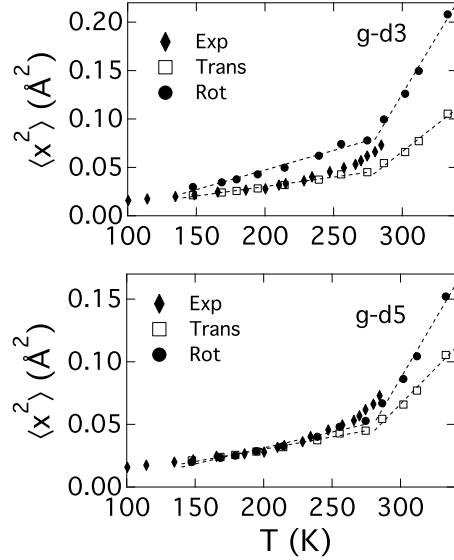 0.20
0.15
0.10
0.05
0.00
⟨x²⟩ (Å²)
Exp
Trans
Rot
g-d3
100
150
200
250
300
0.15
0.10
0.05
0.00
⟨x²⟩ (Å²)
Exp
Trans
Rot
g-d5
100
150
200
250
300
T (K)